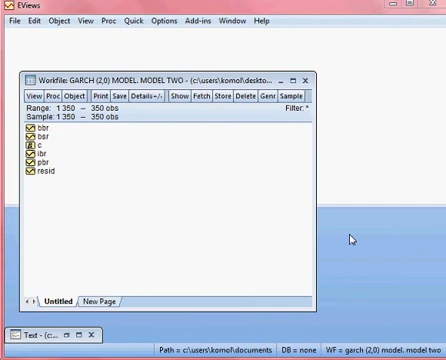 EViews
File Edit Object View Proc Quick Options Add-ins Window Help
Workfile: GARCH (2,0) MODEL. MODEL TWO - (c:\users\komol\deskto...
View Proc Object Print Save Details+/- Show Fetch Store Delete Genr Sample
Range: 1 350 -- 350 obs Filter: *
Sample: 1 350 -- 350 obs
bbr
bsr
c
ibr
pbr
resid
Untitled New Page
Text - (c:...
Path = c:\users\komol\documents DB = none WF = garch (2,0) model. model two